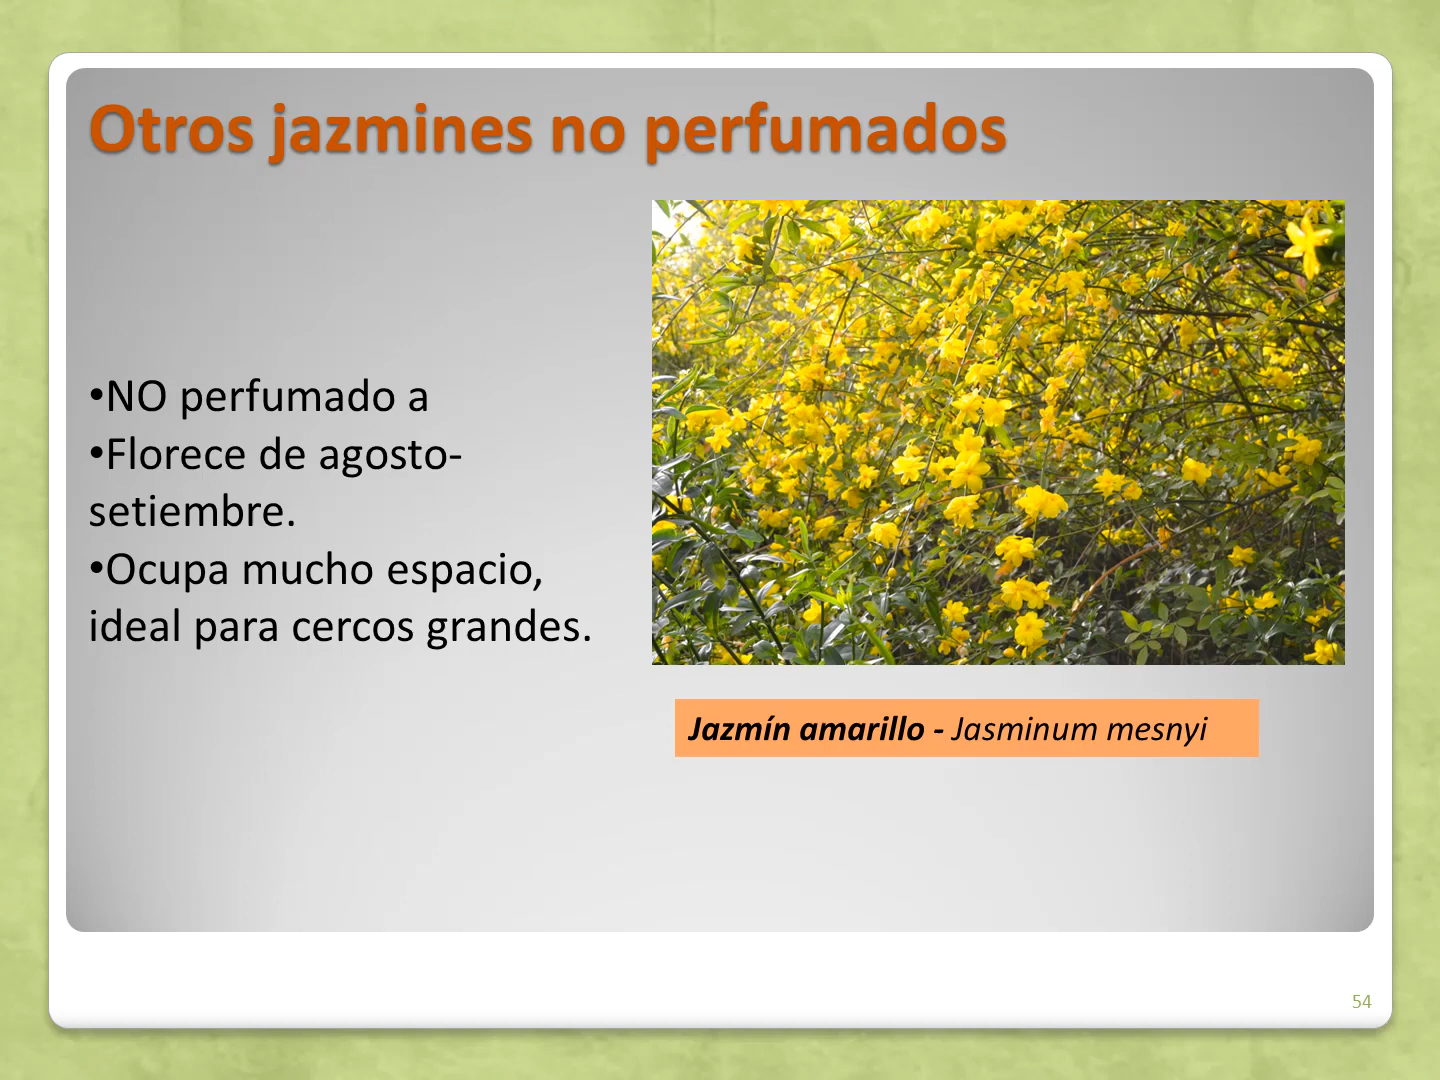 Otros jazmines no perfumados
•NO perfumado a
•Florece de agosto-
setiembre.
•Ocupa mucho espacio,
ideal para cercos grandes.
Jazmín amarillo - Jasminum mesnyi
54